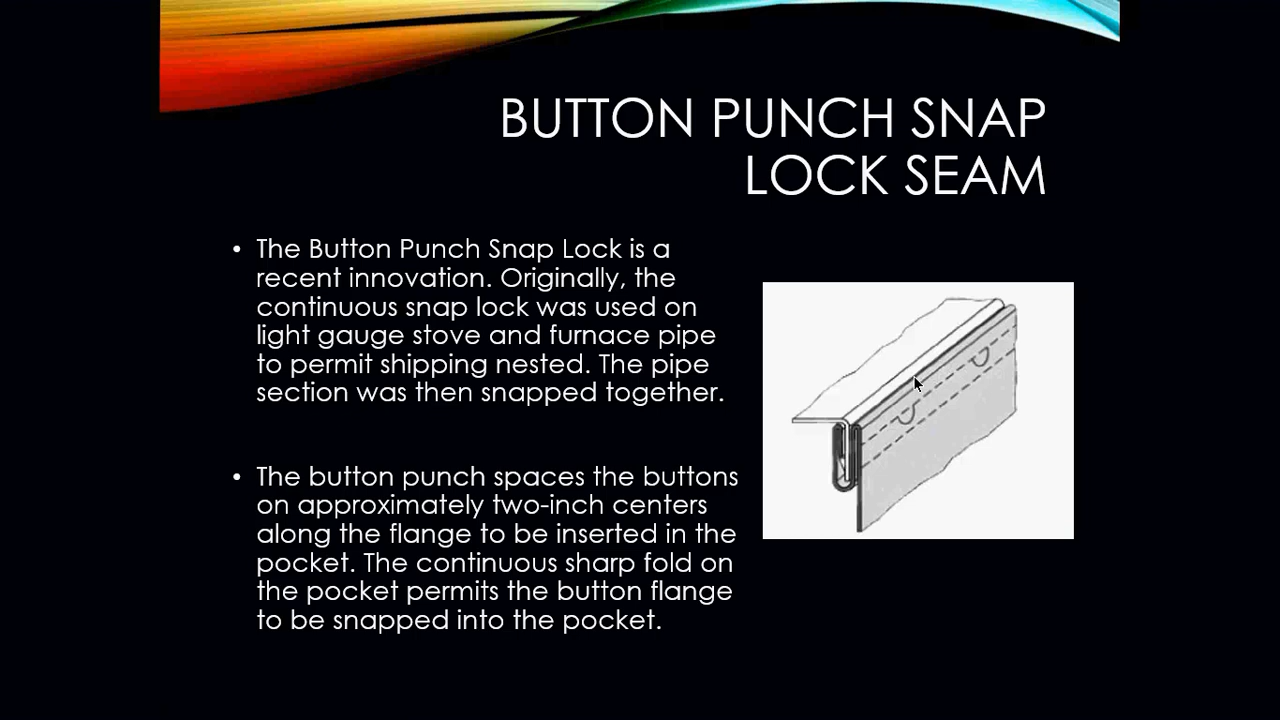 BUTTON PUNCH SNAP
LOCK SEAM
• The Button Punch Snap Lock is a
recent innovation. Originally, the
continuous snap lock was used on
light gauge stove and furnace pipe
to permit shipping nested. The pipe
section was then snapped together.
• The button punch spaces the buttons
on approximately two-inch centers
along the flange to be inserted in the
pocket. The continuous sharp fold on
the pocket permits the button flange
to be snapped into the pocket.